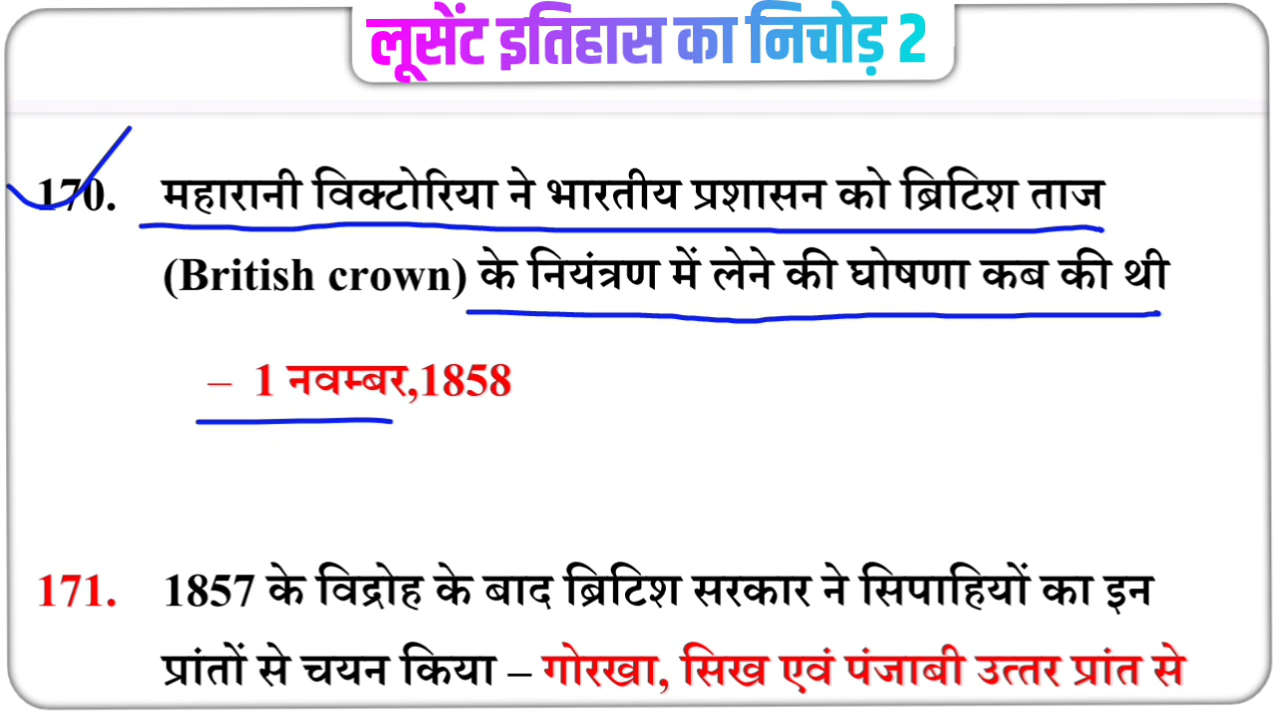 लूसेंट इतिहास का निचोड़ 2
170. महारानी विक्टोरिया ने भारतीय प्रशासन को ब्रिटिश ताज
(British crown) के नियंत्रण में लेने की घोषणा कब की थी
– 1 नवम्बर,1858
171. 1857 के विद्रोह के बाद ब्रिटिश सरकार ने सिपाहियों का इन
प्रांतों से चयन किया – गोरखा, सिख एवं पंजाबी उत्तर प्रांत से